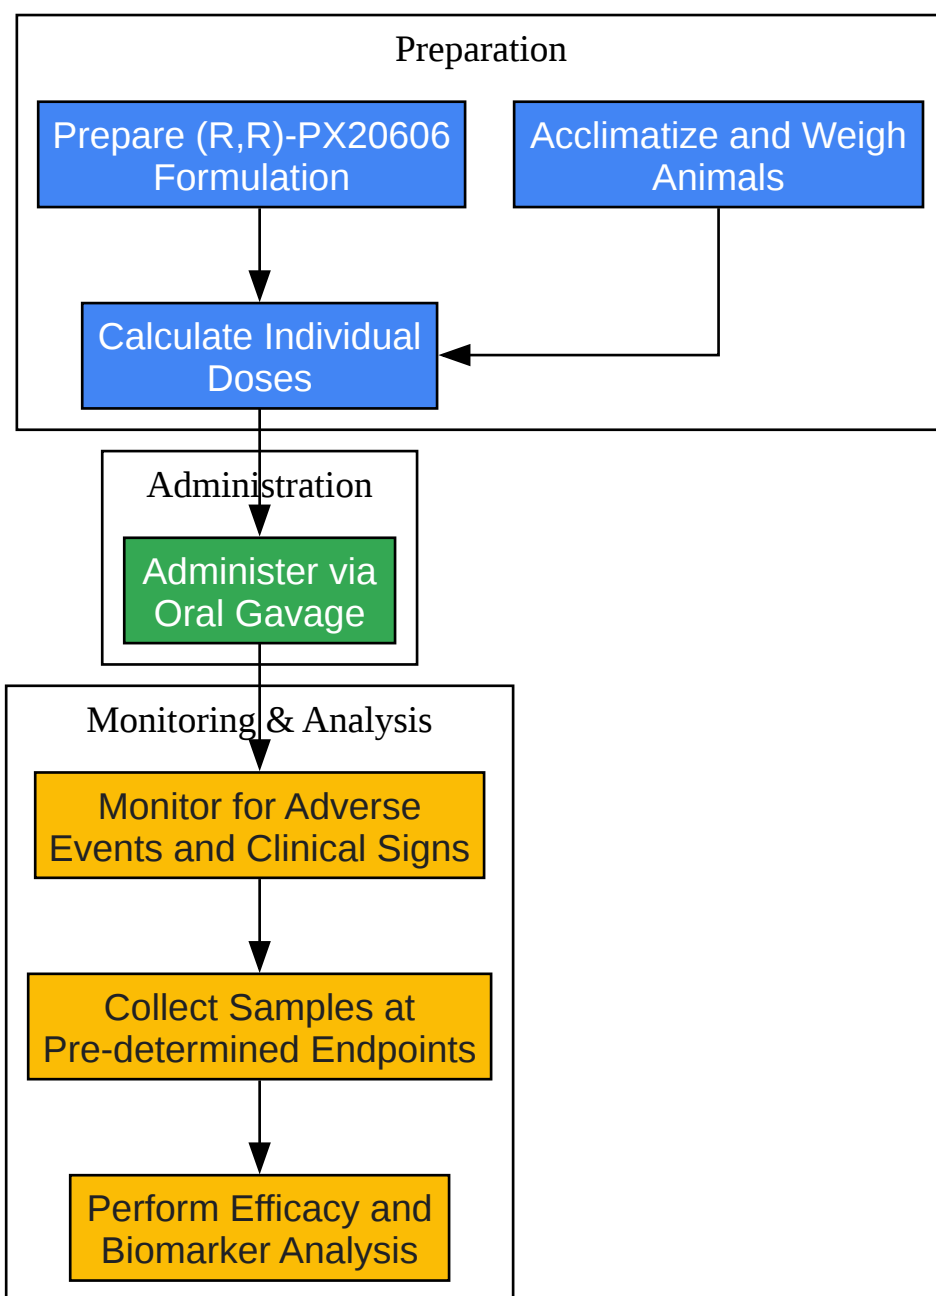 Preparation
Prepare (R,R)-PX20606
Formulation
Acclimatize and Weigh
Animals
Calculate Individual
Doses
Administration
Administer via
Oral Gavage
Monitoring & Analysis
Monitor for Adverse
Events and Clinical Signs
Collect Samples at
Pre-determined Endpoints
Perform Efficacy and
Biomarker Analysis